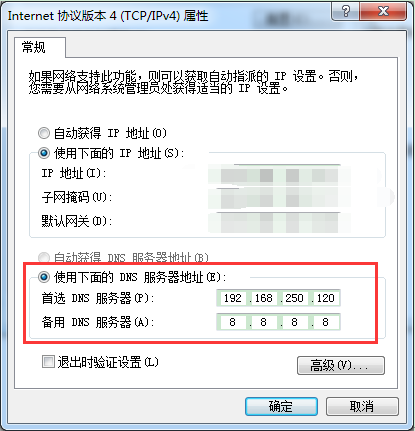 Internet 协议版本 4 (TCP/IPv4) 属性
常规
如果网络支持此功能，则可以获取自动指派的 IP 设置。否则，
您需要从网络系统管理员处获得适当的 IP 设置。
自动获得 IP 地址(O)
使用下面的 IP 地址(S):
IP 地址(I):
子网掩码(U):
默认网关(D):
自动获得 DNS 服务器地址(B)
使用下面的 DNS 服务器地址(E):
首选 DNS 服务器(P): 192 .168 .250 .120
备用 DNS 服务器(A): 8 . 8 . 8 . 8
退出时验证设置(L)
高级(V)...
确定 取消